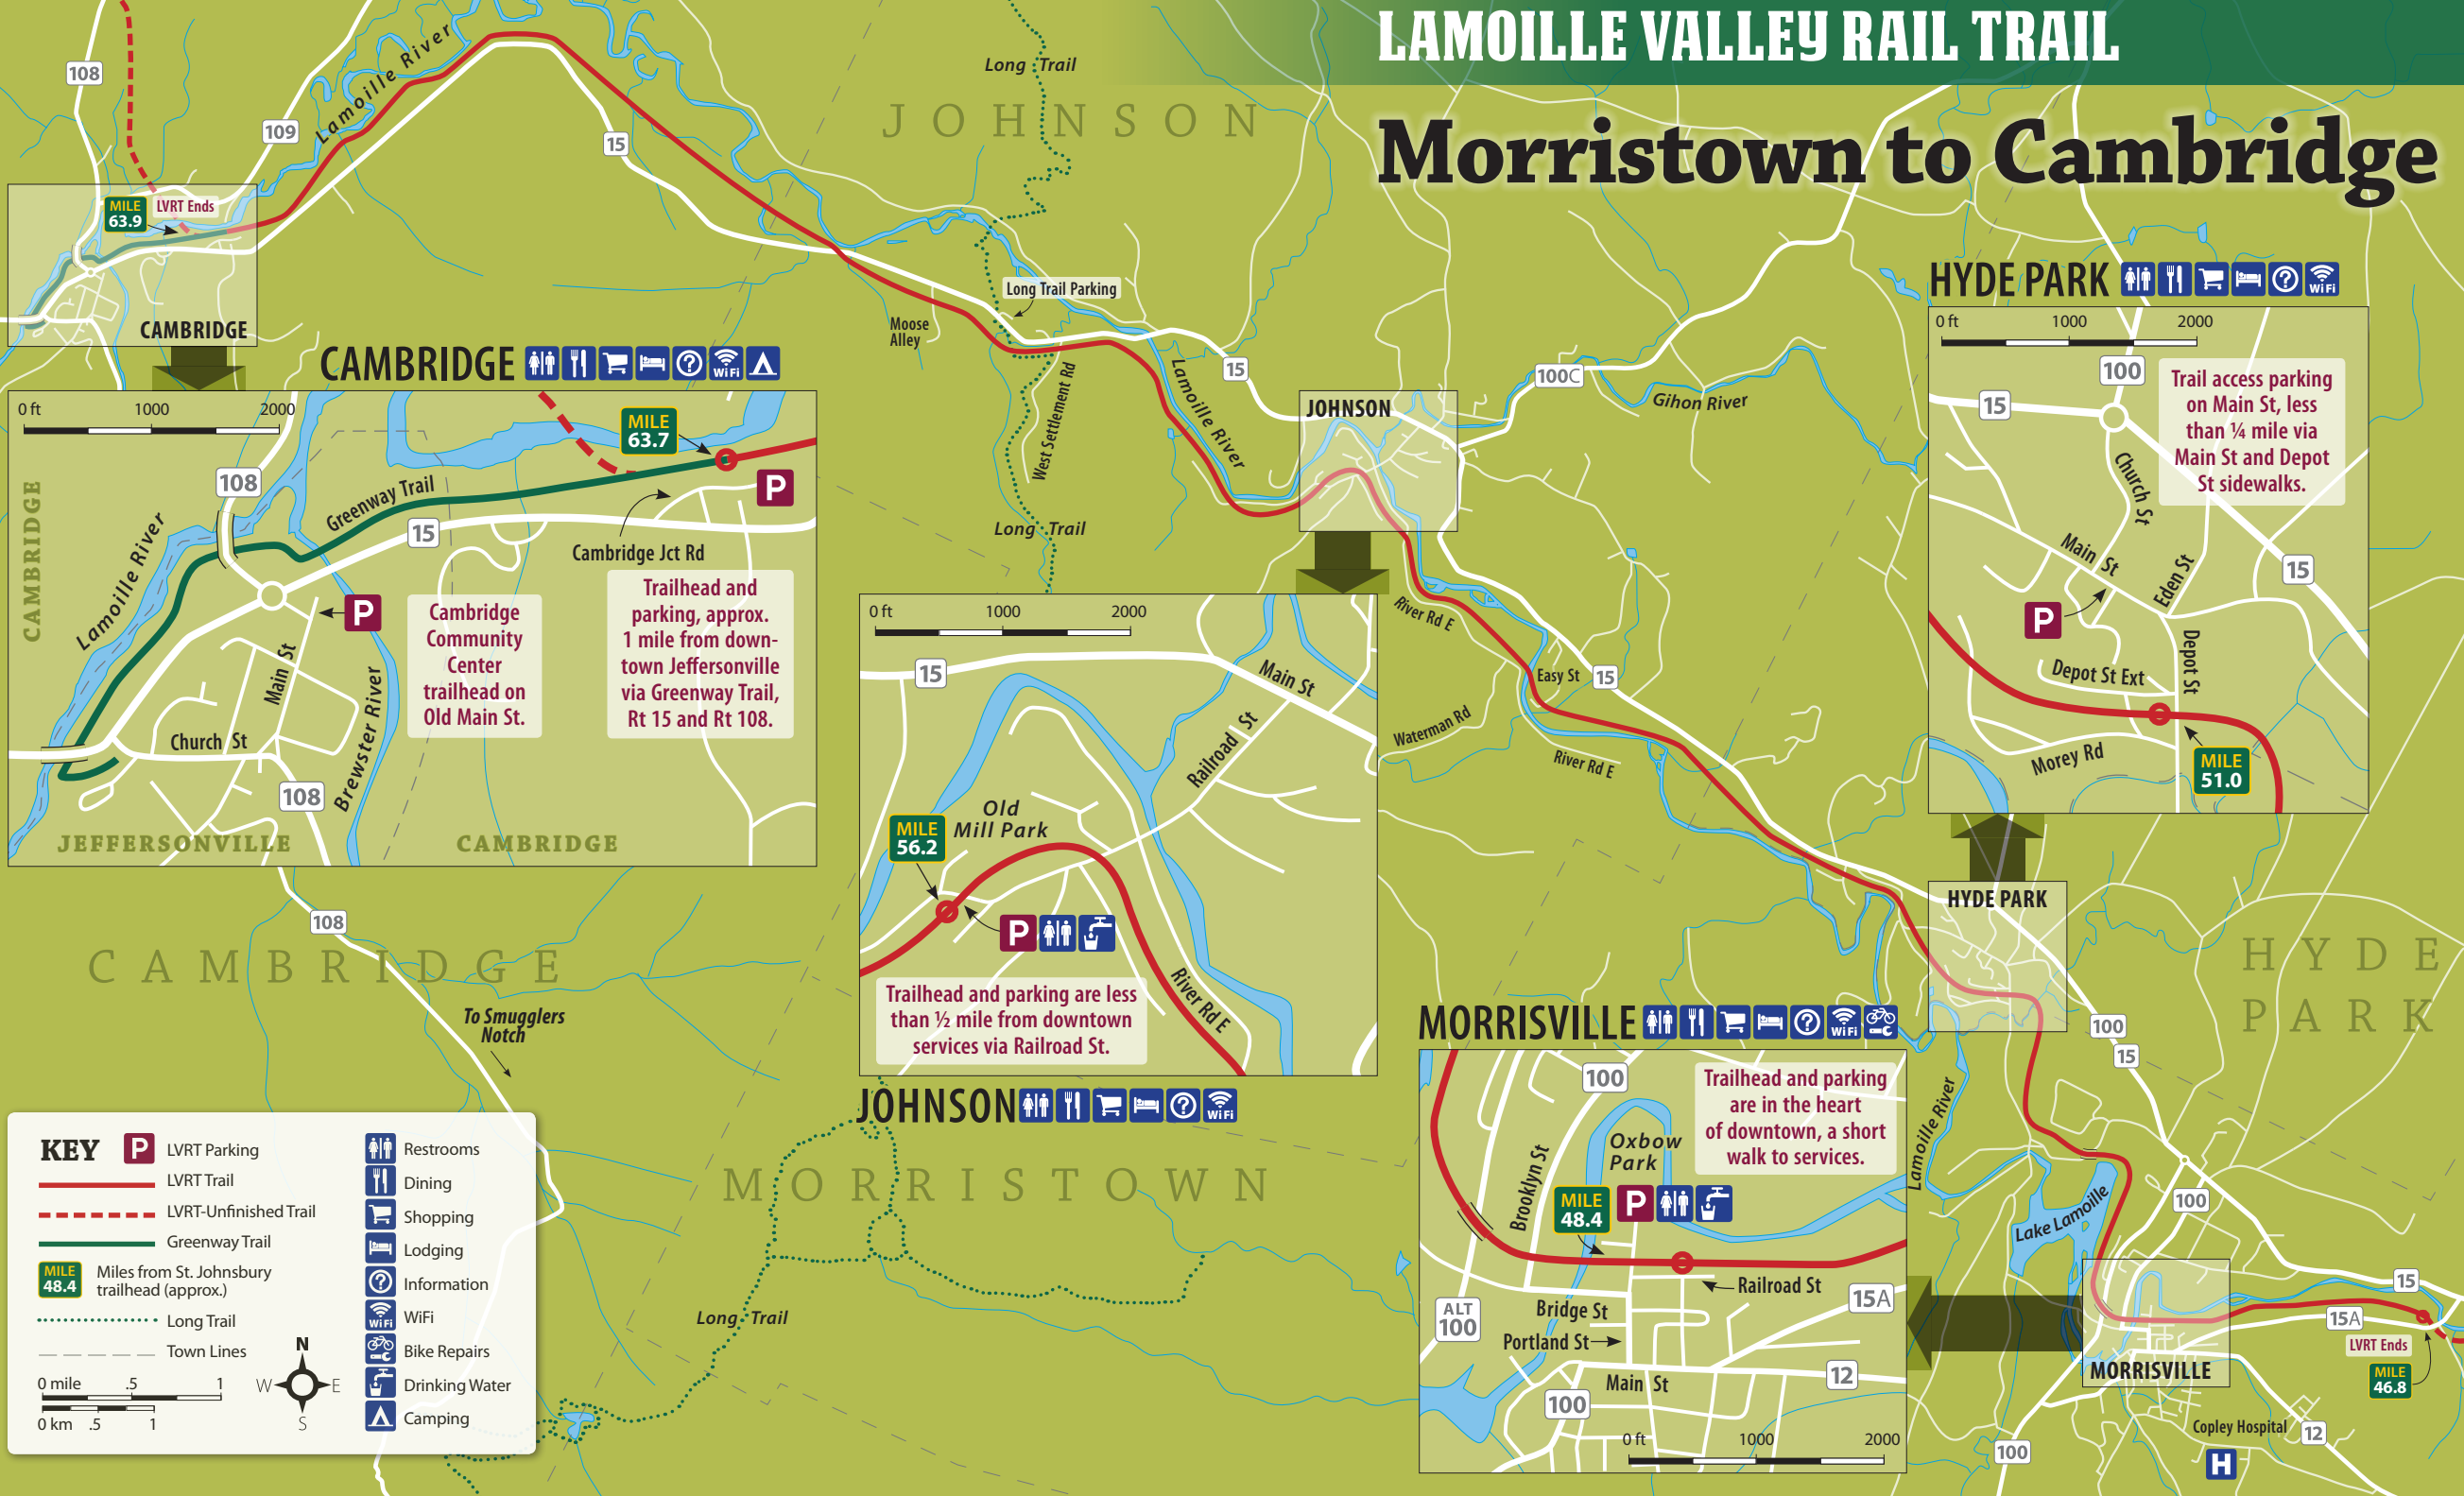 LAMOILLE VALLEY RAIL TRAIL
Morristown to Cambridge
108
109
15
Lamoille River
JOHNSON
Long Trail
MILE
63.9
LVRT Ends
CAMBRIDGE
Long Trail Parking
Moose
Alley
West Settlement Rd
Long Trail
Lamoille River
15
JOHNSON
100C
Gihon River
CAMBRIDGE
WiFi
0 ft 1000 2000
MILE
63.7
P
108
Greenway Trail
15
CAMBRIDGE
Lamoille River
Cambridge Jct Rd
P
Cambridge
Community
Center
trailhead on
Old Main St.
Trailhead and
parking, approx.
1 mile from down-
town Jeffersonville
via Greenway Trail,
Rt 15 and Rt 108.
Main St
Church St
Brewster River
108
JEFFERSONVILLE
CAMBRIDGE
HYDE PARK
WiFi
0 ft 1000 2000
100
15
Trail access parking
on Main St, less
than ¼ mile via
Main St and Depot
St sidewalks.
Church St
Main St
Eden St
15
P
Depot St
Depot St Ext
Morey Rd
MILE
51.0
0 ft 1000 2000
15
Main St
Railroad St
Old
Mill Park
MILE
56.2
P
River Rd E
Trailhead and parking are less
than ½ mile from downtown
services via Railroad St.
JOHNSON
WiFi
River Rd E
Easy St
15
Waterman Rd
River Rd E
HYDE PARK
HYDE
PARK
100
15
108
CAMBRIDGE
To Smugglers
Notch
MORRISTOWN
Long Trail
MORRISVILLE
WiFi
100
Trailhead and parking
are in the heart
of downtown, a short
walk to services.
Oxbow
Park
Brooklyn St
MILE
48.4
P
Railroad St
ALT
100
Bridge St
Portland St
15A
12
Main St
100
0 ft 1000 2000
Lamoille River
Lake Lamoille
100
15
15A
LVRT Ends
MILE
46.8
MORRISVILLE
Copley Hospital
H
12
100
KEY
P LVRT Parking
LVRT Trail
LVRT-Unfinished Trail
Greenway Trail
MILE
48.4
Miles from St. Johnsbury
trailhead (approx.)
Long Trail
Town Lines
0 mile .5 1
0 km .5 1
N
W E
S
Restrooms
Dining
Shopping
Lodging
Information
WiFi WiFi
Bike Repairs
Drinking Water
Camping